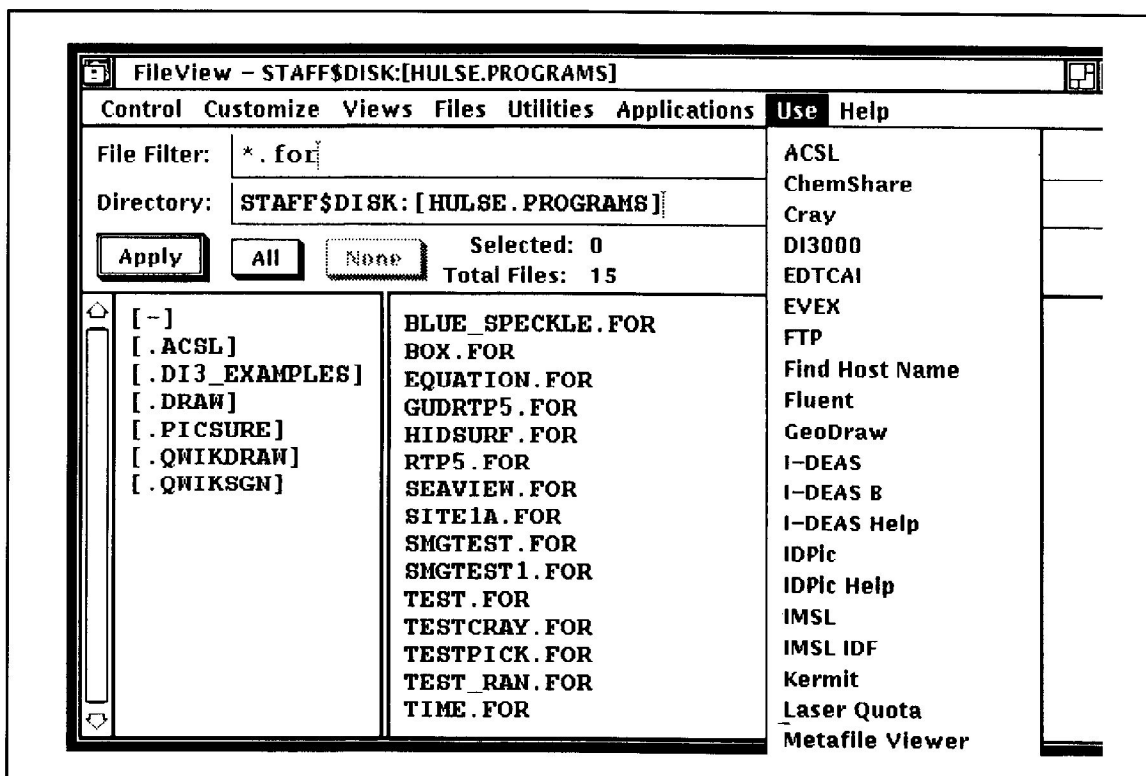 FileView – STAFF$DISK:[HULSE.PROGRAMS]
Control Customize Views Files Utilities Applications Use Help
File Filter: *.for
Directory: STAFF$DISK:[HULSE.PROGRAMS]
Apply All None Selected: 0
Total Files: 15
[-]
[.ACSL]
[.DI3_EXAMPLES]
[.DRAW]
[.PICSURE]
[.QWIKDRAW]
[.QWIKSGN]
BLUE_SPECKLE.FOR
BOX.FOR
EQUATION.FOR
GUDRTP5.FOR
HIDSURF.FOR
RTP5.FOR
SEAVIEW.FOR
SITE1A.FOR
SMGTEST.FOR
SMGTEST1.FOR
TEST.FOR
TESTCRAY.FOR
TESTPICK.FOR
TEST_RAN.FOR
TIME.FOR
ACSL
ChemShare
Cray
DI3000
EDTCAI
EVEX
FTP
Find Host Name
Fluent
GeoDraw
I-DEAS
I-DEAS B
I-DEAS Help
IDPic
IDPic Help
IMSL
IMSL IDF
Kermit
Laser Quota
Metafile Viewer